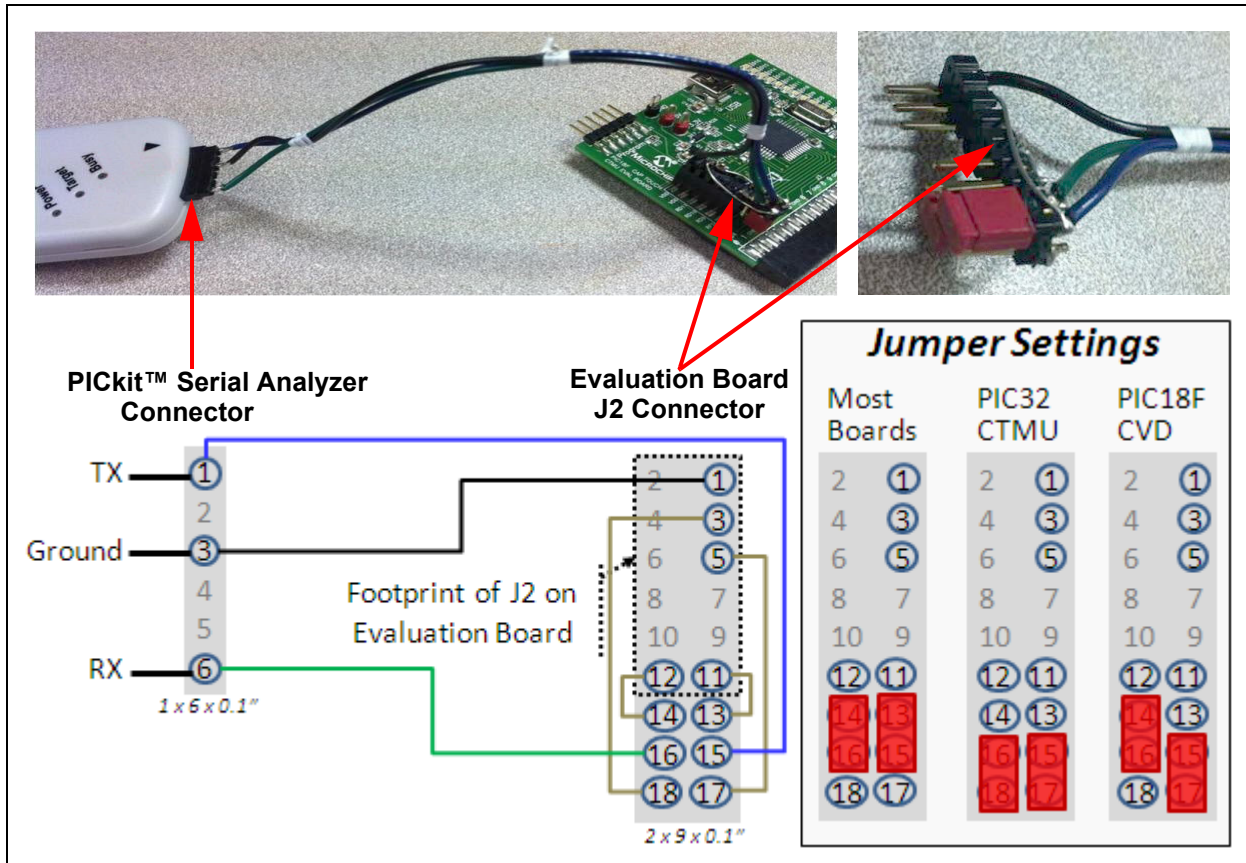 Power
Target
Busy
USB
Microchip
PICkit™ Serial Analyzer
Connector
Evaluation Board
J2 Connector
TX
Ground
RX
1
2
3
4
5
6
1 x 6 x 0.1"
Footprint of J2 on
Evaluation Board
2 1
4 3
6 5
8 7
10 9
12 11
14 13
16 15
18 17
2 x 9 x 0.1"
Jumper Settings
Most
Boards
2 1
4 3
6 5
8 7
10 9
12 11
14 13
16 15
18 17
PIC32
CTMU
2 1
4 3
6 5
8 7
10 9
12 11
14 13
16 15
18 17
PIC18F
CVD
2 1
4 3
6 5
8 7
10 9
12 11
14 13
16 15
18 17